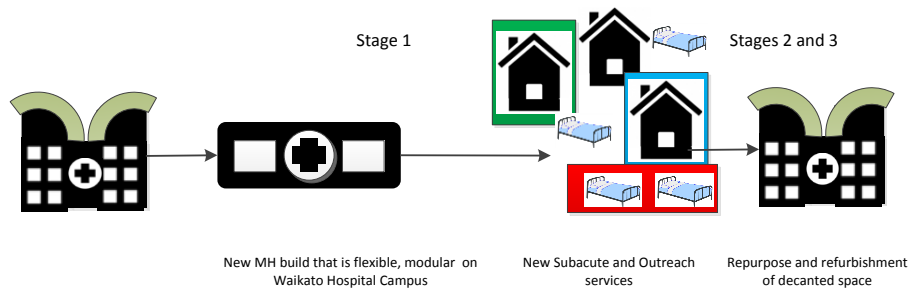 Stage 1
Stages 2 and 3
New MH build that is flexible, modular on
Waikato Hospital Campus
New Subacute and Outreach
services
Repurpose and refurbishment
of decanted space